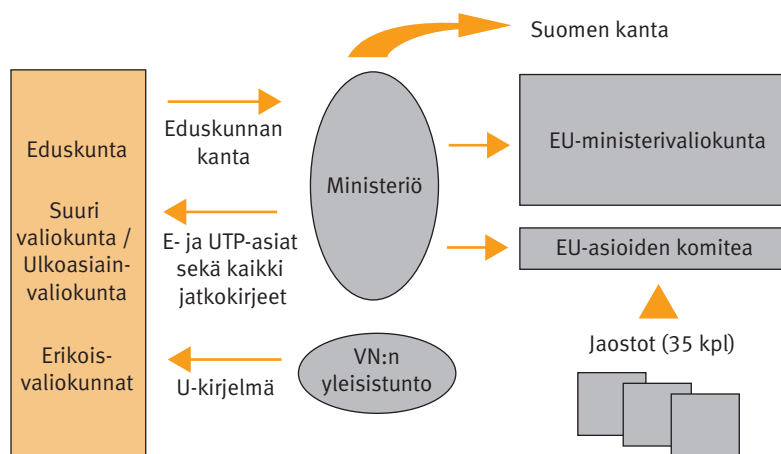 Suomen kanta
Eduskunta
Suuri
valiokunta /
Ulkoasiain-
valiokunta
Erikois-
valiokunnat
Eduskunnan
kanta
E- ja UTP-asiat
sekä kaikki
jatkokirjeet
U-kirjelmä
Ministeriö
VN:n
yleisistunto
EU-ministerivaliokunta
EU-asioiden komitea
Jaostot (35 kpl)